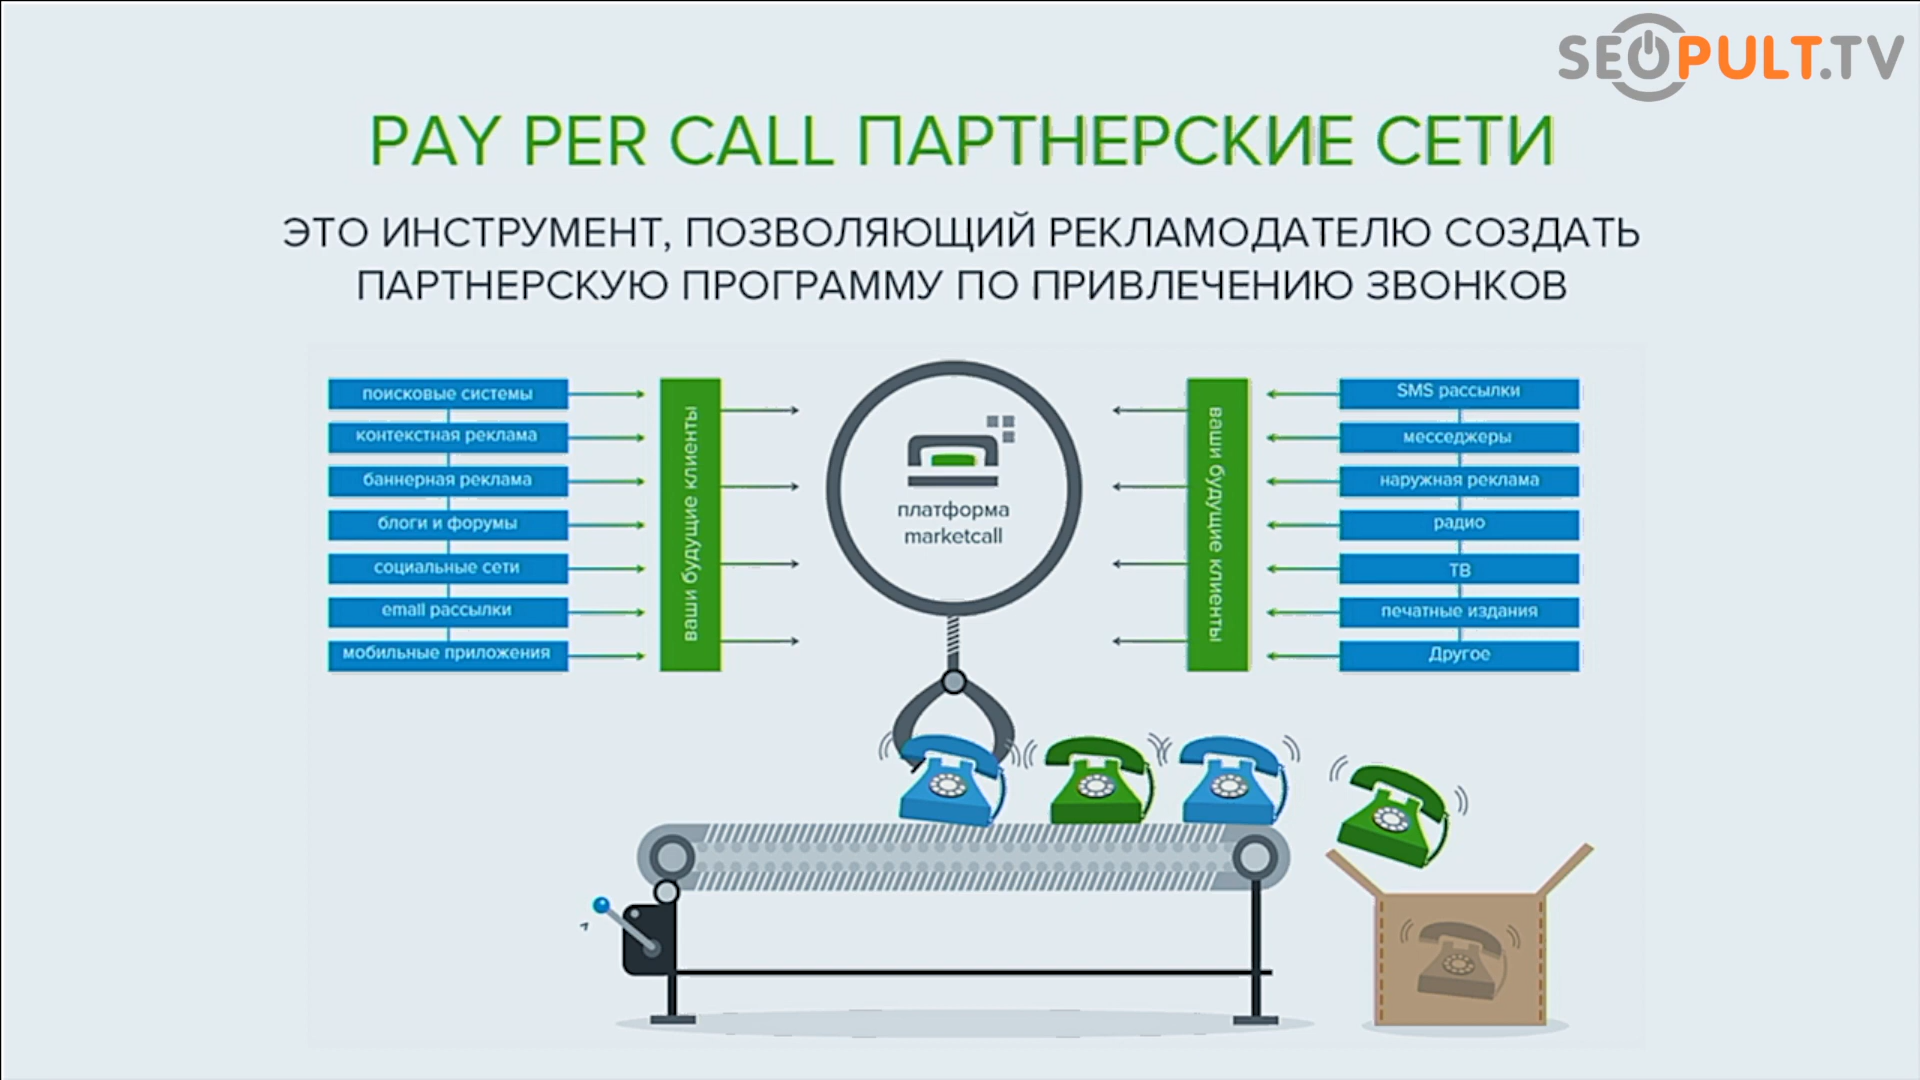 SEOPULT.TV
PAY PER CALL ПАРТНЕРСКИЕ СЕТИ
ЭТО ИНСТРУМЕНТ, ПОЗВОЛЯЮЩИЙ РЕКЛАМОДАТЕЛЮ СОЗДАТЬ
ПАРТНЕРСКУЮ ПРОГРАММУ ПО ПРИВЛЕЧЕНИЮ ЗВОНКОВ
поисковые системы
контекстная реклама
баннерная реклама
блоги и форумы
социальные сети
email рассылки
мобильные приложения
ваши будущие клиенты
платформа
marketcall
ваши будущие клиенты
SMS рассылки
месседжеры
наружная реклама
радио
ТВ
печатные издания
Другое